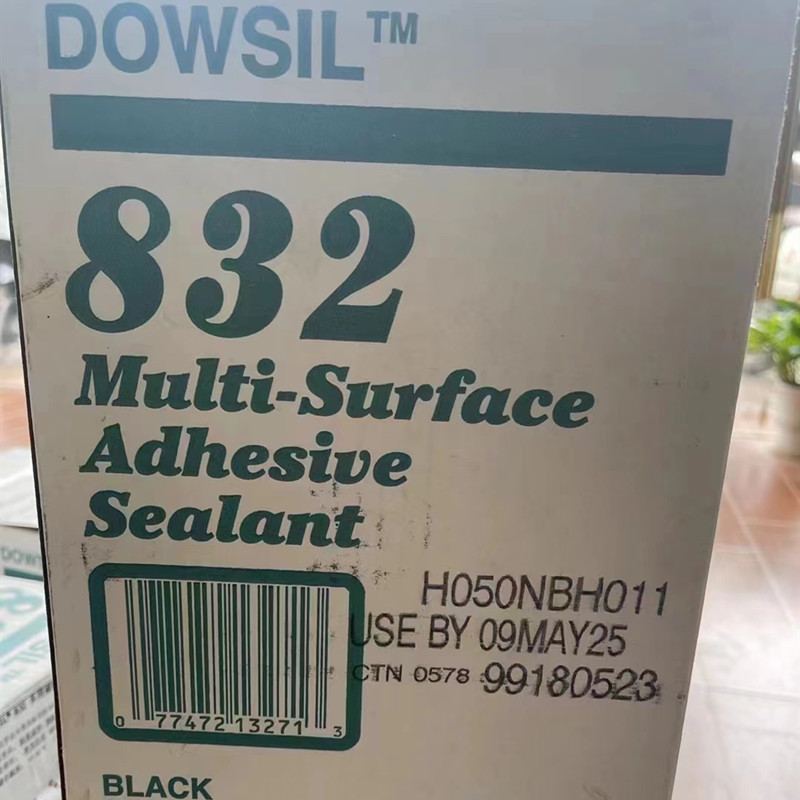 DOWSIL™
832
Multi-Surface
Adhesive
Sealant
H050NBH011
USE BY 09MAY25
CTN 0578 99180523
0 77472 13271 3
BLACK